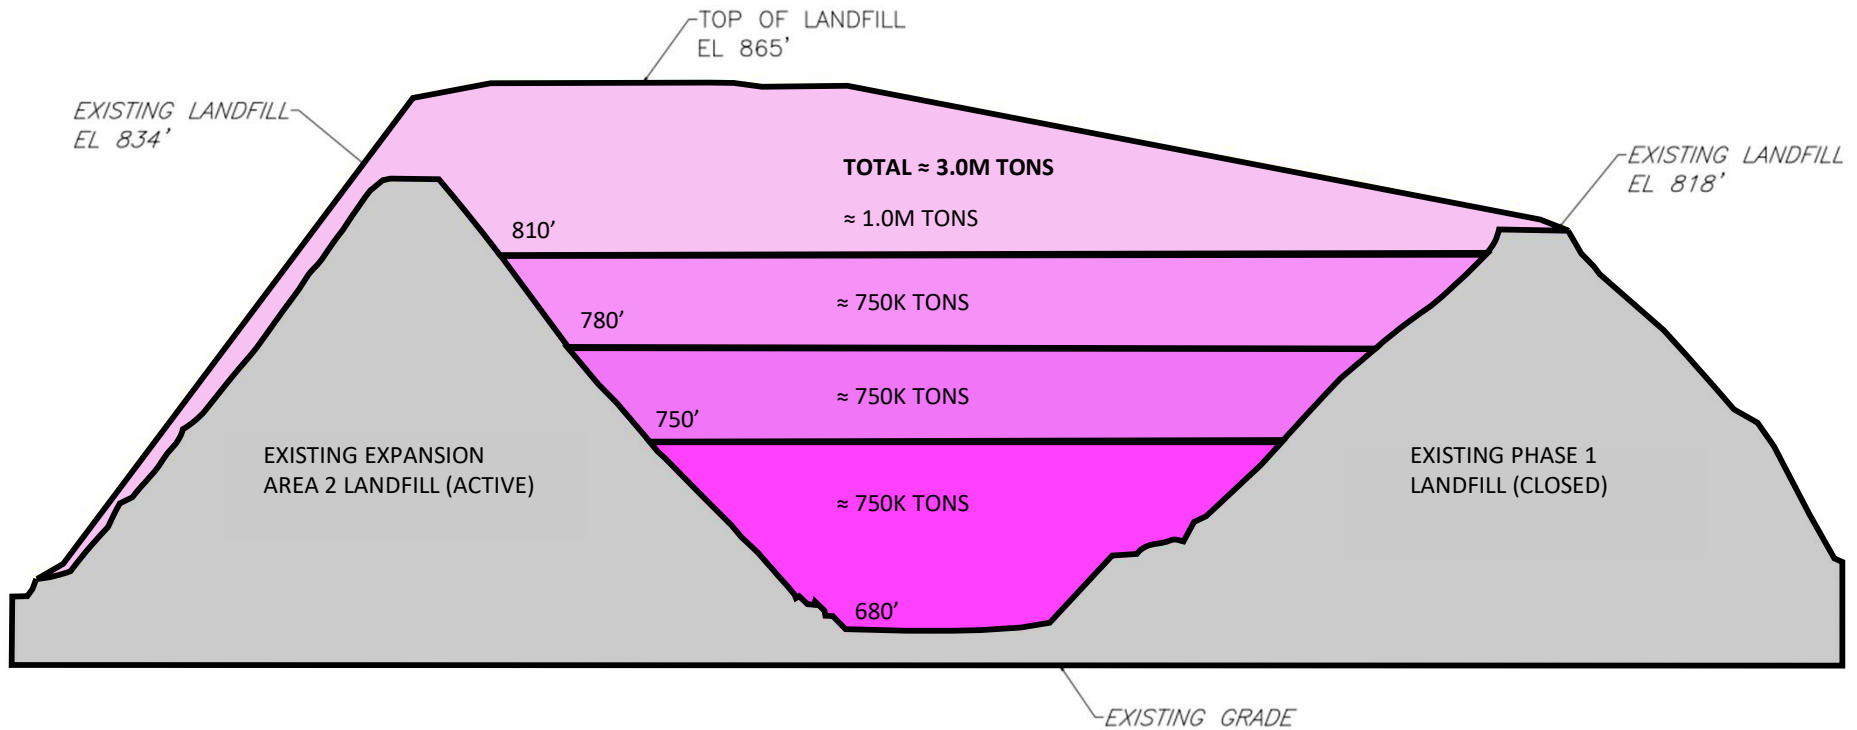 TOP OF LANDFILL
EL 865’
EXISTING LANDFILL
EL 834’
EXISTING LANDFILL
EL 818’
TOTAL ≈ 3.0M TONS
≈ 1.0M TONS
810’
≈ 750K TONS
780’
≈ 750K TONS
750’
EXISTING EXPANSION
AREA 2 LANDFILL (ACTIVE)
≈ 750K TONS
EXISTING PHASE 1
LANDFILL (CLOSED)
680’
EXISTING GRADE